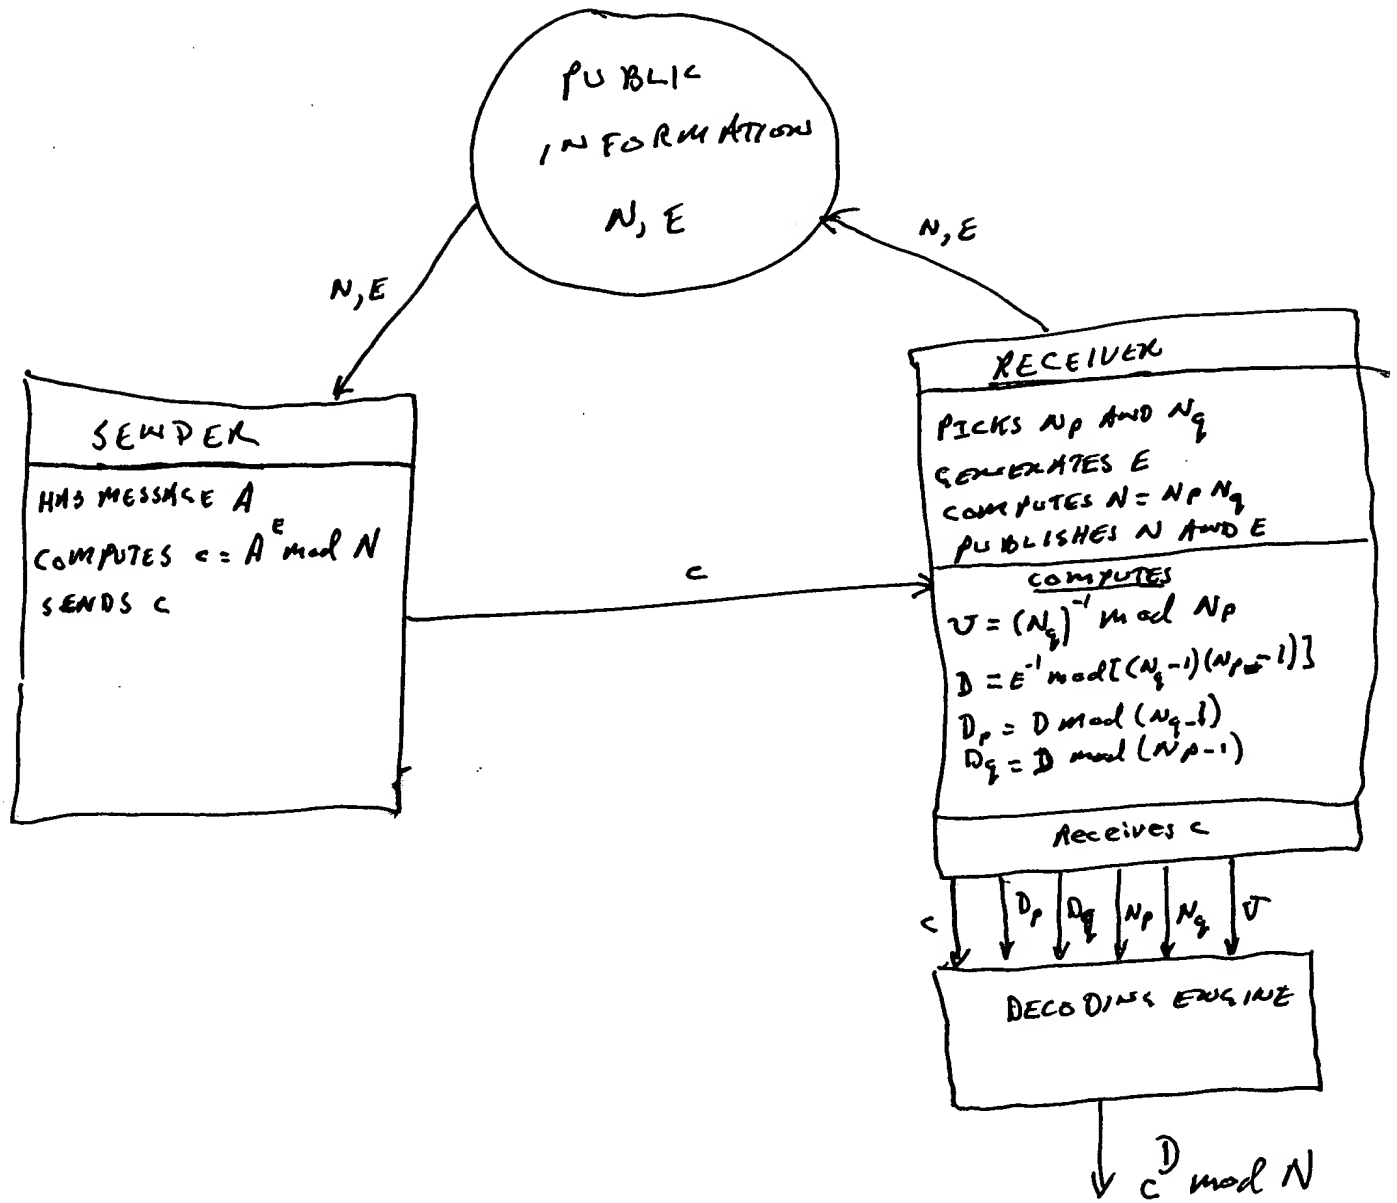 PUBLIC
INFORMATION
N, E
N, E
N, E
SENDER
HAS MESSAGE A
COMPUTES c = A^E mod N
SENDS C
C
RECEIVER
PICKS Np AND Nq
GENERATES E
COMPUTES N = Np Nq
PUBLISHES N AND E
COMPUTES
U = (Nq)^-1 mod Np
D = E^-1 mod [(Nq-1)(Np-1)]
Dp = D mod (Nq-1)
Dq = D mod (Np-1)
Receives c
C Dp Dq Np Nq U
DECODING ENGINE
c^D mod N